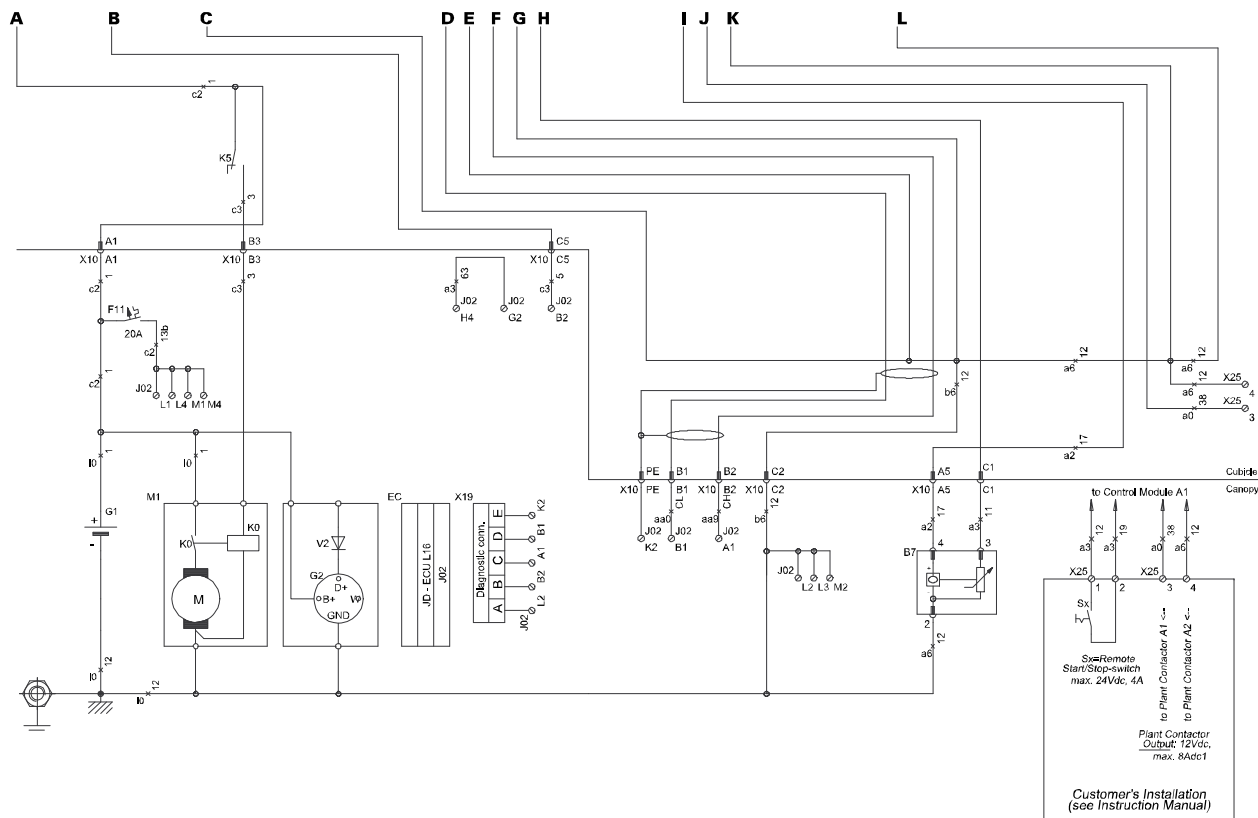 A B C D E F G H I J K L
1
c2
K5
3
c3
A1 B3 C5
X10 A1 X10 B3 X10 C5
1 3 63 5
c2 c3 a3 c3
J02 J02 J02
H4 G2 B2
F11
20A
13b
c2
1
c2
J02
L1 L4 M1 M4
12 12
a6 a6
12 X25
a6 4
38 X25
a0 3
12
b6
17
a2
1 1
l0 l0
PE B1 B2 C2 A5 C1 Cubicle
X10 PE B1 X10 B2 X10 C2 X10 A5 C1 Canopy
CL CH 12 17 11
aa0 aa9 b6 a2 a3
J02 J02 J02
K2 B1 A1
M1 EC X19
G1
+
-
K0 K0
M
V2
G2
D+
B+ W
GND
JD - ECU L16
J02
Diagnostic conn.
E K2
D B1
C A1
B B2
A L2
J02
J02
L2 L3 M2
B7 4 3
+
2
12
a6
to Control Module A1
12 19 38 12
a3 a3 a0 a6
X25 X25
1 2 3 4
Sx
Sx=Remote
Start/Stop-switch
max. 24Vdc, 4A
to Plant Contactor A1 <--
to Plant Contactor A2 <--
Plant Contactor
Output: 12Vdc,
max. 8Adc1
12 12
l0 l0
Customer's Installation
(see Instruction Manual)